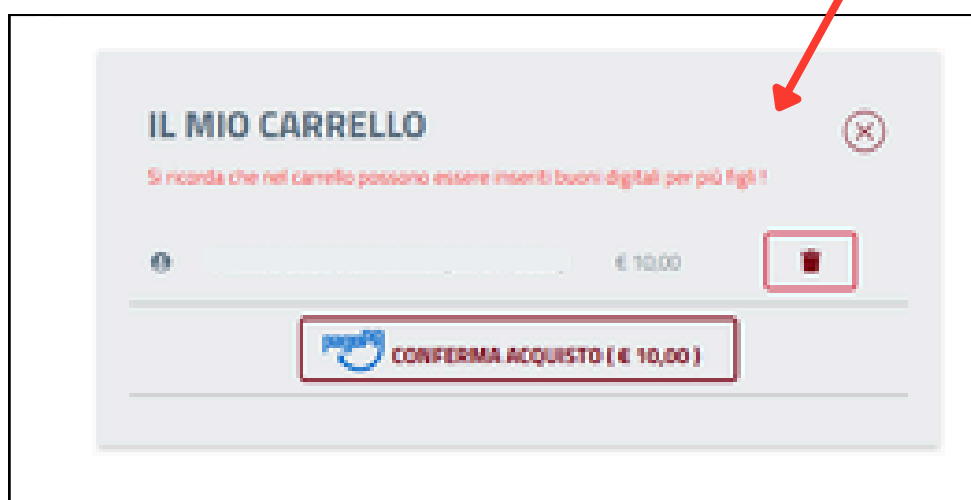 IL MIO CARRELLO
Si ricorda che nel carrello possono essere inseriti buoni digitali per più figli !
€ 10,00
pagoPA CONFERMA ACQUISTO ( € 10,00 )